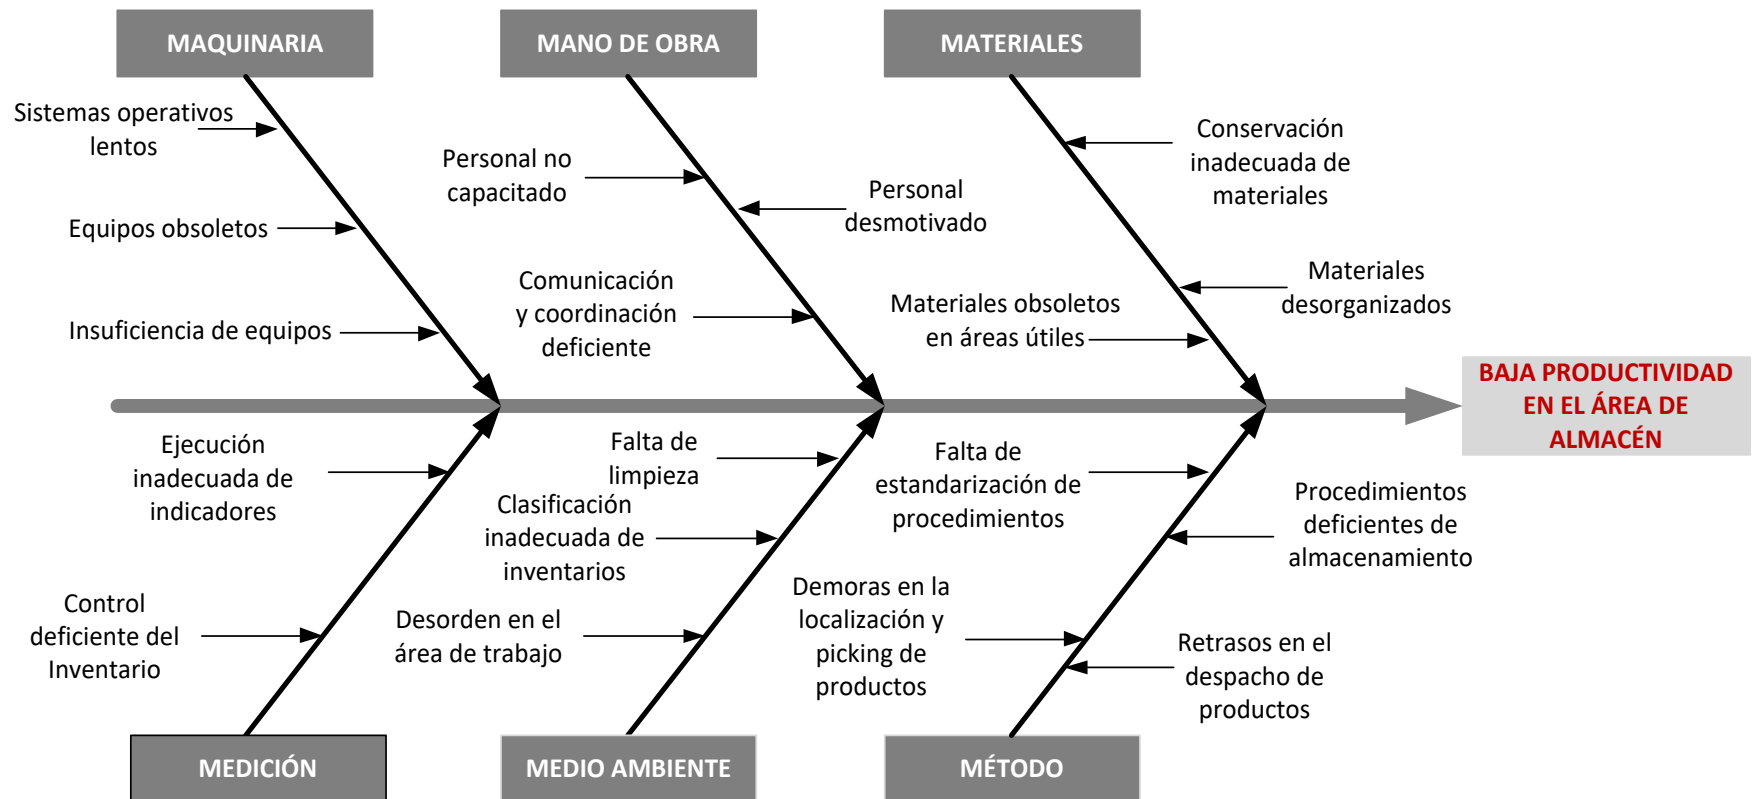 MAQUINARIA
MANO DE OBRA
MATERIALES
Sistemas operativos
lentos
Equipos obsoletos
Insuficiencia de equipos
Personal no
capacitado
Personal
desmotivado
Comunicación
y coordinación
deficiente
Conservación
inadecuada de
materiales
Materiales
desorganizados
Materiales obsoletos
en áreas útiles
BAJA PRODUCTIVIDAD
EN EL ÁREA DE
ALMACÉN
Ejecución
inadecuada de
indicadores
Control
deficiente del
Inventario
Falta de
limpieza
Clasificación
inadecuada de
inventarios
Desorden en el
área de trabajo
Falta de
estandarización de
procedimientos
Procedimientos
deficientes de
almacenamiento
Demoras en la
localización y
picking de
productos
Retrasos en el
despacho de
productos
MEDICIÓN
MEDIO AMBIENTE
MÉTODO